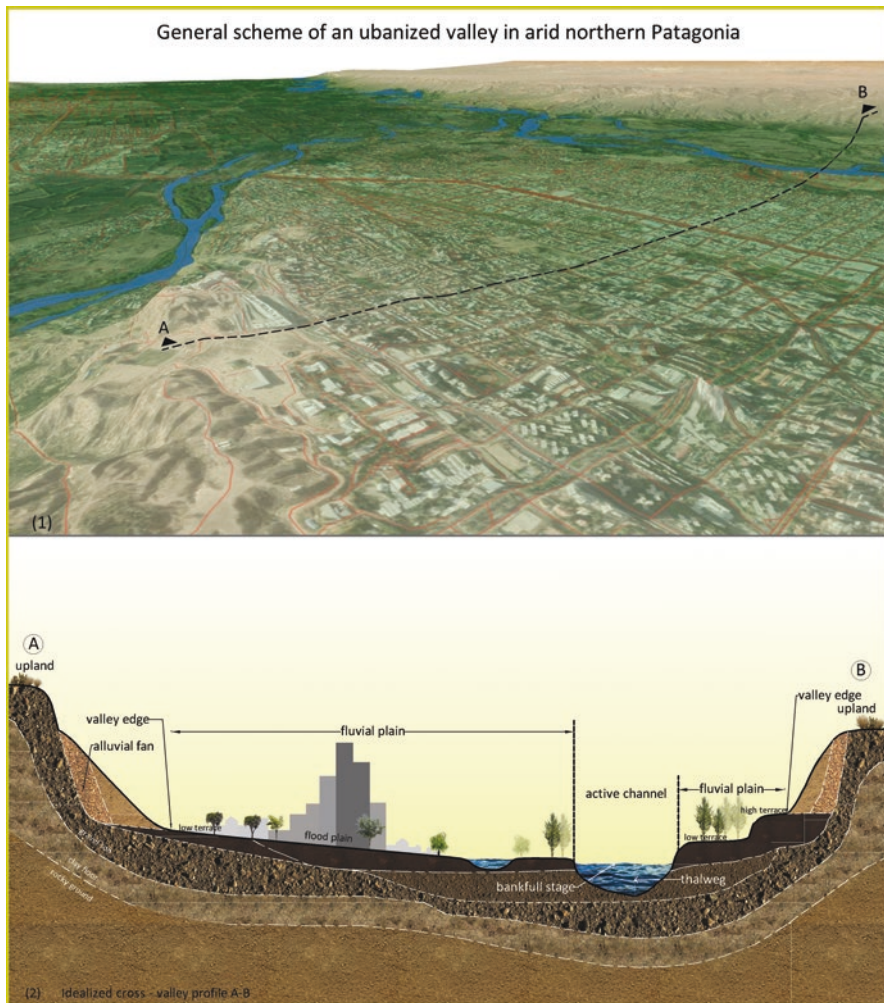 General scheme of an ubanized valley in arid northern Patagonia
B
A
(1)
A
upland
B
valley edge
upland
valley edge
fluvial plain
alluvial fan
active channel
fluvial plain
high terrace
low terrace
flood plain
low terrace
bankfull stage
thalweg
rocky ground
(2) Idealized cross - valley profile A-B